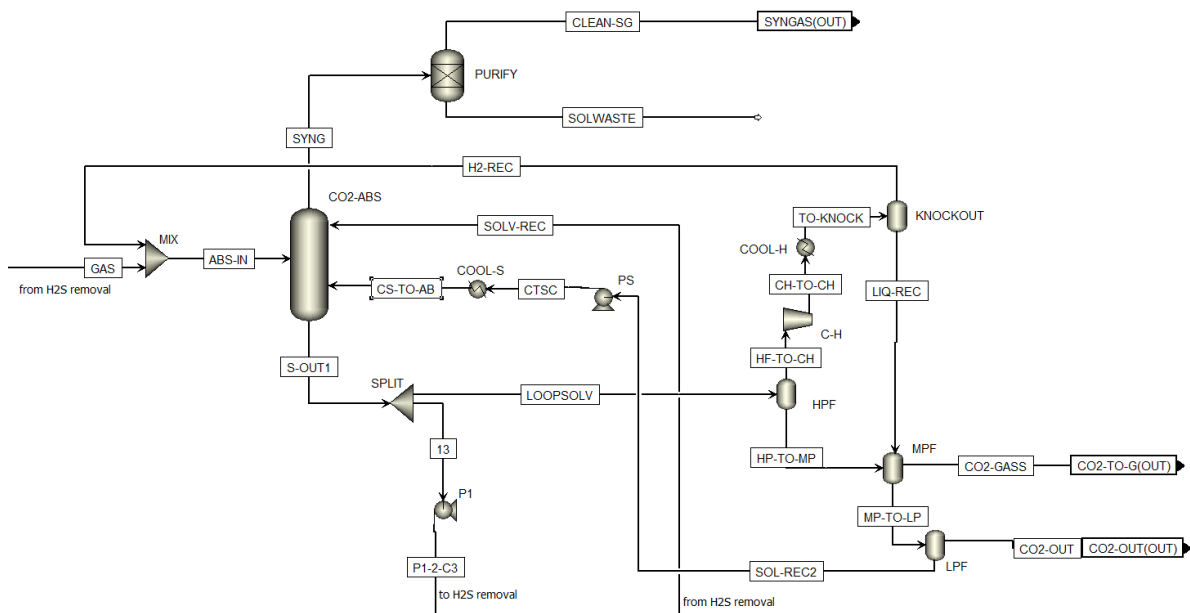 CLEAN-SG
SYNGAS(OUT)
PURIFY
SOLWASTE
SYNG
H2-REC
CO2-ABS
KNOCKOUT
TO-KNOCK
SOLV-REC
MIX
COOL-H
ABS-IN
GAS
from H2S removal
COOL-S
PS
CS-TO-AB
CTSC
CH-TO-CH
LIQ-REC
C-H
HF-TO-CH
S-OUT1
SPLIT
LOOPSOLV
HPF
13
HP-TO-MP
MPF
CO2-GASS
CO2-TO-G(OUT)
P1
MP-TO-LP
CO2-OUT
CO2-OUT(OUT)
LPF
P1-2-C3
SOL-REC2
to H2S removal
from H2S removal